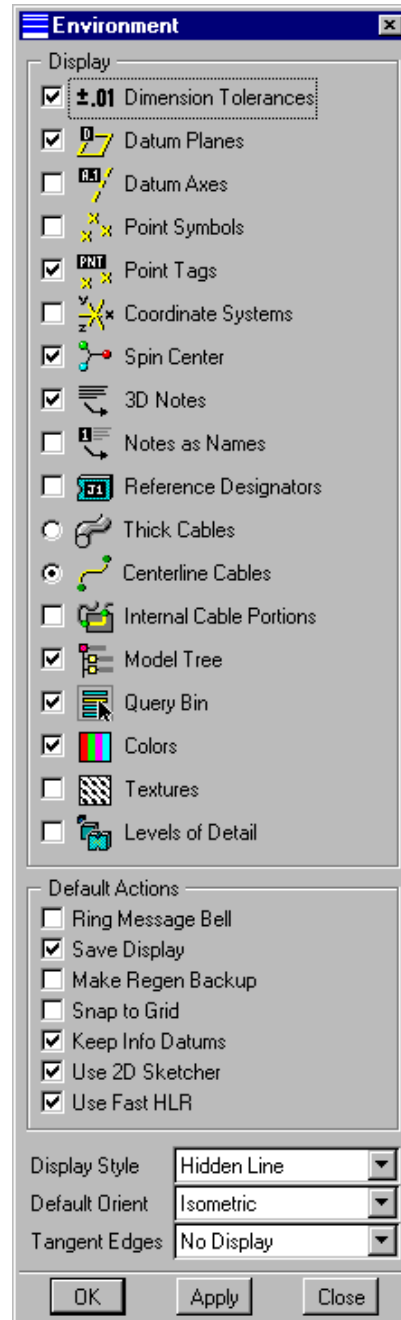 Environment
Display
±.01 Dimension Tolerances
D Datum Planes
A.1 Datum Axes
Point Symbols
PNT Point Tags
y x z Coordinate Systems
Spin Center
3D Notes
1 Notes as Names
J1 Reference Designators
Thick Cables
Centerline Cables
Internal Cable Portions
Model Tree
Query Bin
Colors
Textures
Levels of Detail
Default Actions
Ring Message Bell
Save Display
Make Regen Backup
Snap to Grid
Keep Info Datums
Use 2D Sketcher
Use Fast HLR
Display Style Hidden Line
Default Orient Isometric
Tangent Edges No Display
OK Apply Close